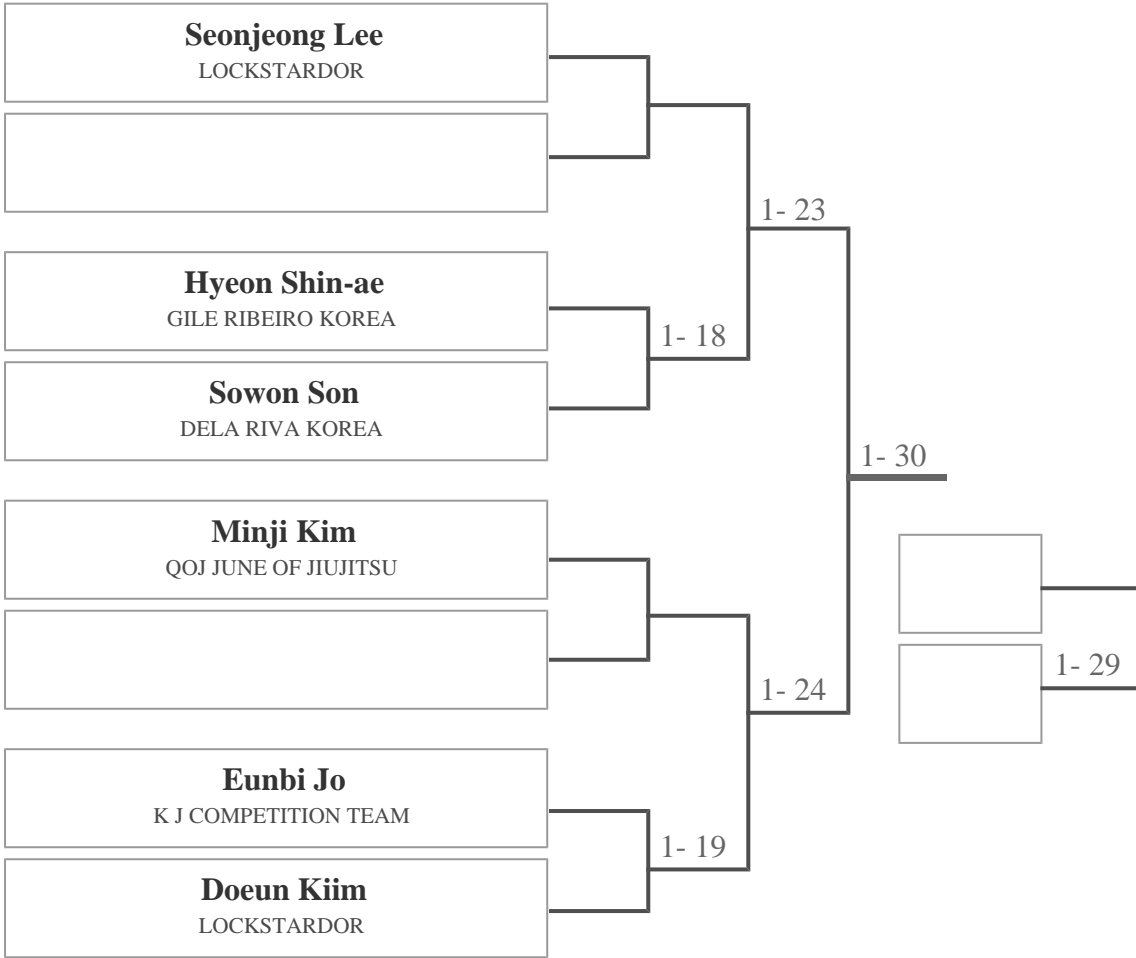 Seonjeong Lee
LOCKSTARDOR
1- 23
Hyeon Shin-ae
GILE RIBEIRO KOREA
1- 18
Sowon Son
DELA RIVA KOREA
1- 30
Minji Kim
QOJ JUNE OF JIUJITSU
1- 29
1- 24
Eunbi Jo
K J COMPETITION TEAM
1- 19
Doeun Kiim
LOCKSTARDOR